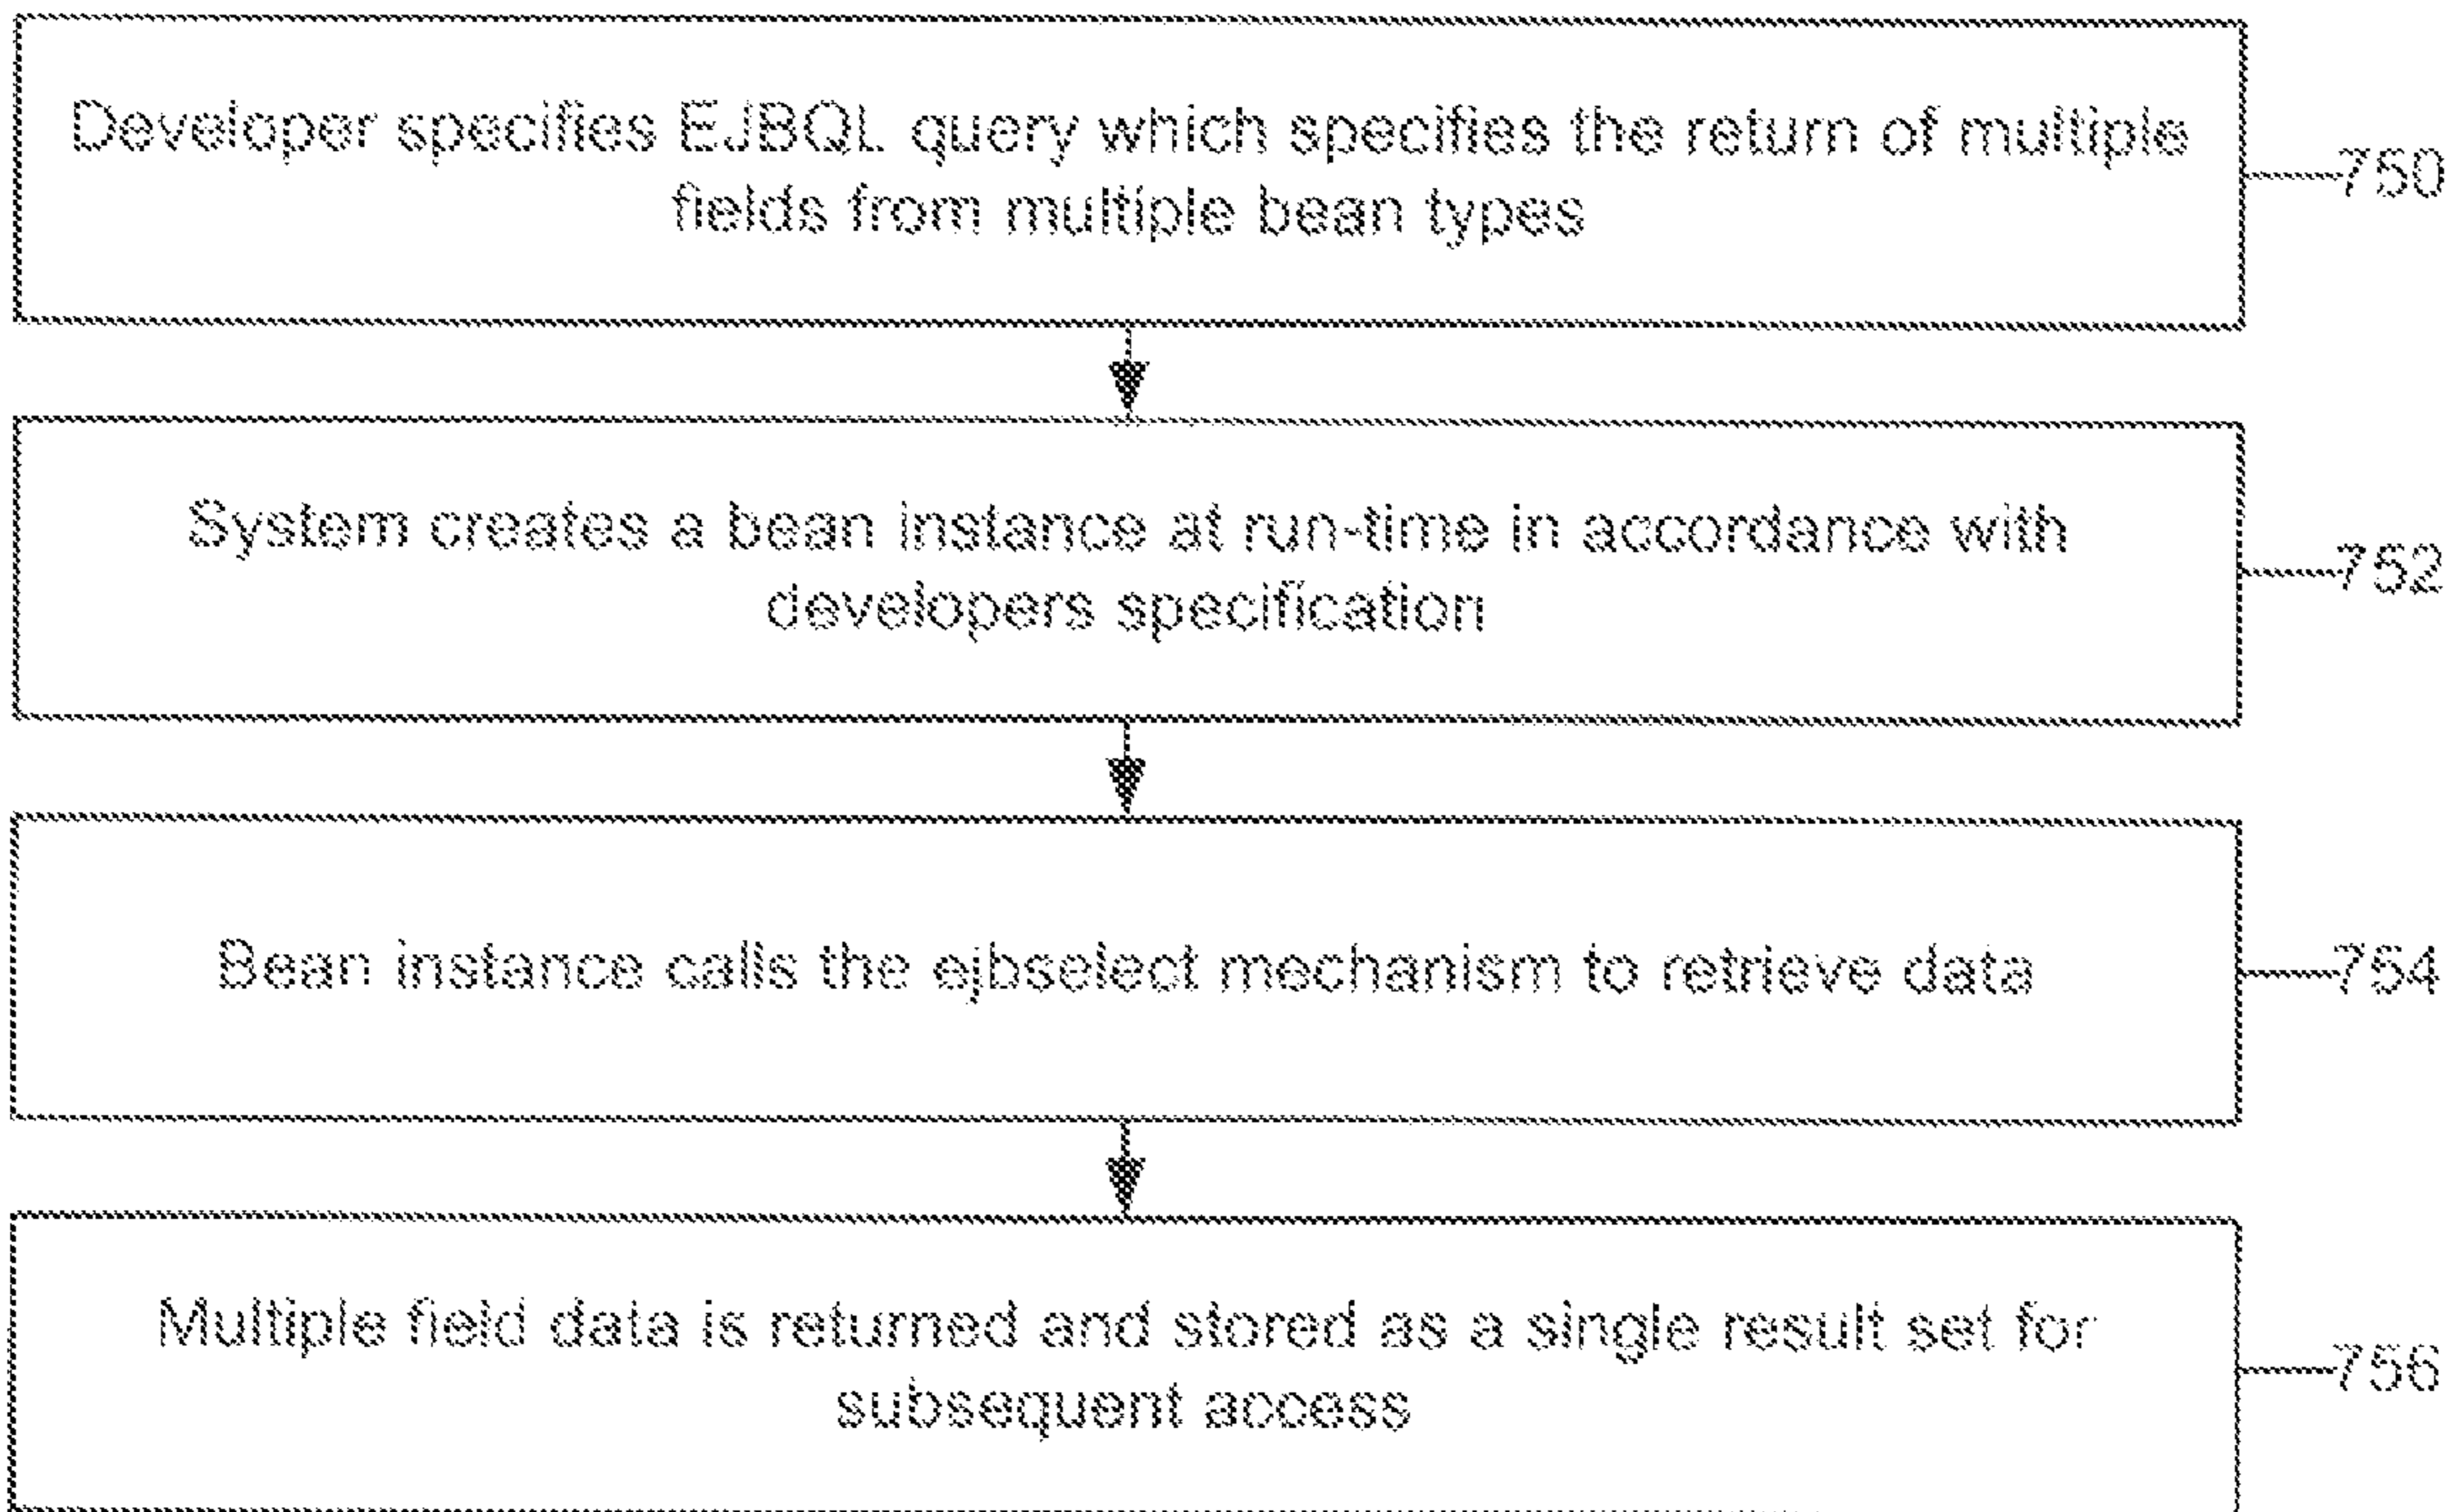 Developer specifies EJBQL query which specifies the return of multiple
fields from multiple bean types
750
System creates a bean instance at run-time in accordance with
developers specification
752
Bean instance calls the ejbselect mechanism to retrieve data
754
Multiple field data is returned and stored as a single result set for
subsequent access
756